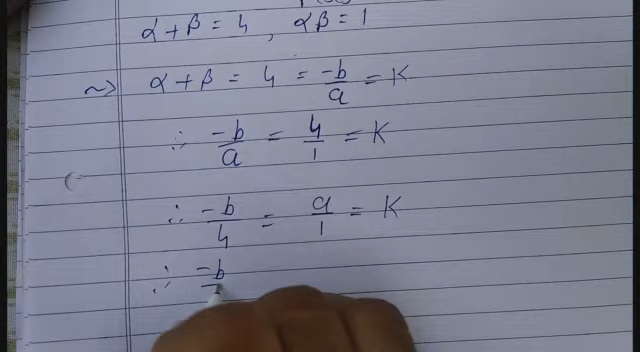 α + β = 4 , αβ = 1
~> α + β = 4 = -b/a = K
∴ -b/a = 4/1 = K
∴ -b/4 = a/1 = K
∴ -b